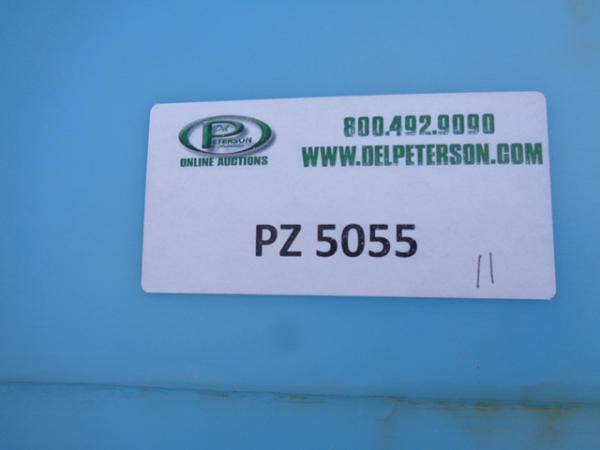 Del
PETERSON
ONLINE AUCTIONS
800.492.9090
WWW.DELPETERSON.COM
PZ 5055
11